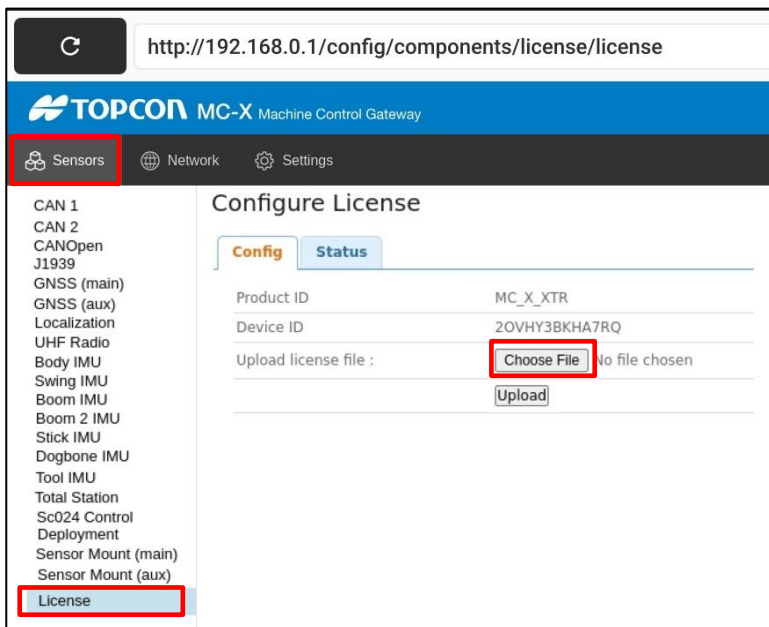 http://192.168.0.1/config/components/license/license
TOPCON MC-X Machine Control Gateway
Sensors Network Settings
CAN 1
CAN 2
CANOpen
J1939
GNSS (main)
GNSS (aux)
Localization
UHF Radio
Body IMU
Swing IMU
Boom IMU
Boom 2 IMU
Stick IMU
Dogbone IMU
Tool IMU
Total Station
Sc024 Control
Deployment
Sensor Mount (main)
Sensor Mount (aux)
License
Configure License
Config Status
Product ID MC_X_XTR
Device ID 2OVHY3BKHA7RQ
Upload license file : Choose File No file chosen
Upload